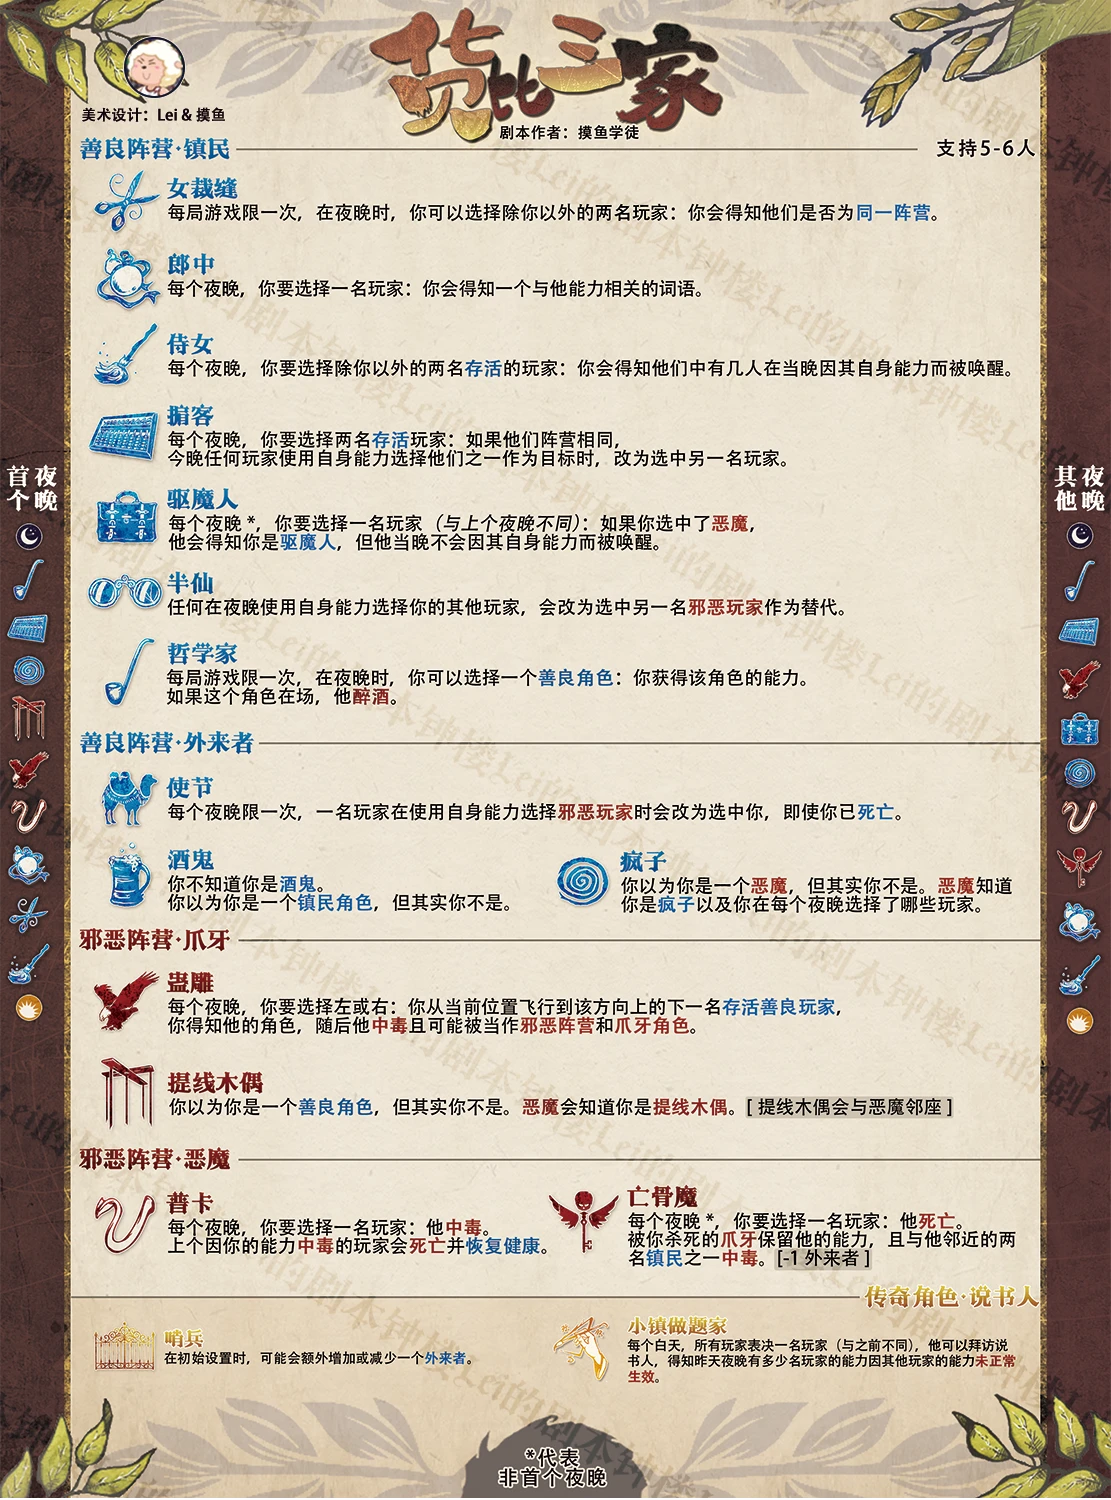 货比三家
美术设计：Lei & 摸鱼
剧本作者：摸鱼学徒
善良阵营·镇民
支持5-6人
女裁缝
每局游戏限一次，在夜晚时，你可以选择除你以外的两名玩家：你会得知他们是否为同一阵营。
郎中
每个夜晚，你要选择一名玩家：你会得知一个与他能力相关的词语。
侍女
每个夜晚，你要选择除你以外的两名存活的玩家：你会得知他们中有几人在当晚因其自身能力而被唤醒。
掮客
每个夜晚，你要选择两名存活玩家：如果他们阵营相同，
今晚任何玩家使用自身能力选择他们之一作为目标时，改为选中另一名玩家。
驱魔人
每个夜晚*，你要选择一名玩家（与上个夜晚不同）：如果你选中了恶魔，
他会得知你是驱魔人，但他当晚不会因其自身能力而被唤醒。
半仙
任何在夜晚使用自身能力选择你的其他玩家，会改为选中另一名邪恶玩家作为替代。
哲学家
每局游戏限一次，在夜晚时，你可以选择一个善良角色：你获得该角色的能力。
如果这个角色在场，他醉酒。
善良阵营·外来者
使节
每个夜晚限一次，一名玩家在使用自身能力选择邪恶玩家时会改为选中你，即使你已死亡。
酒鬼
你不知道你是酒鬼。
你以为你是一个镇民角色，但其实你不是。
疯子
你以为你是一个恶魔，但其实你不是。恶魔知道
你是疯子以及你在每个夜晚选择了哪些玩家。
邪恶阵营·爪牙
蛊雕
每个夜晚，你要选择左或右：你从当前位置飞行到该方向上的下一名存活善良玩家，
你得知他的角色，随后他中毒且可能被当作邪恶阵营和爪牙角色。
提线木偶
你以为你是一个善良角色，但其实你不是。恶魔会知道你是提线木偶。[ 提线木偶会与恶魔邻座 ]
邪恶阵营·恶魔
普卡
每个夜晚，你要选择一名玩家：他中毒。
上个因你的能力中毒的玩家会死亡并恢复健康。
亡骨魔
每个夜晚*，你要选择一名玩家：他死亡。
被你杀死的爪牙保留他的能力，且与他邻近的两
名镇民之一中毒。[-1 外来者 ]
传奇角色·说书人
哨兵
在初始设置时，可能会额外增加或减少一个外来者。
小镇做题家
每个白天，所有玩家表决一名玩家（与之前不同），他可以拜访说
书人，得知昨天夜晚有多少名玩家的能力因其他玩家的能力未正常
生效。
首个夜晚
其他夜晚
*代表
非首个夜晚